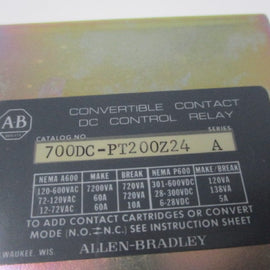 AB
CONVERTIBLE CONTACT
DC CONTROL RELAY
CATALOG NO. SERIES
700DC-PT200Z24 A
NEMA A600 MAKE BREAK NEMA P600 MAKE/BREAK
120-600VAC 7200VA 720VA 301-600VDC 120VA
72-120VAC 60A 720VA 28-300VDC 138VA
12-72VAC 60A 10A 6-28VDC 5A
TO ADD CONTACT CARTRIDGES OR CONVERT
MODE (N.O. ⇄ N.C.) SEE INSTRUCTION SHEET
WAUKEE, WIS. ALLEN-BRADLEY